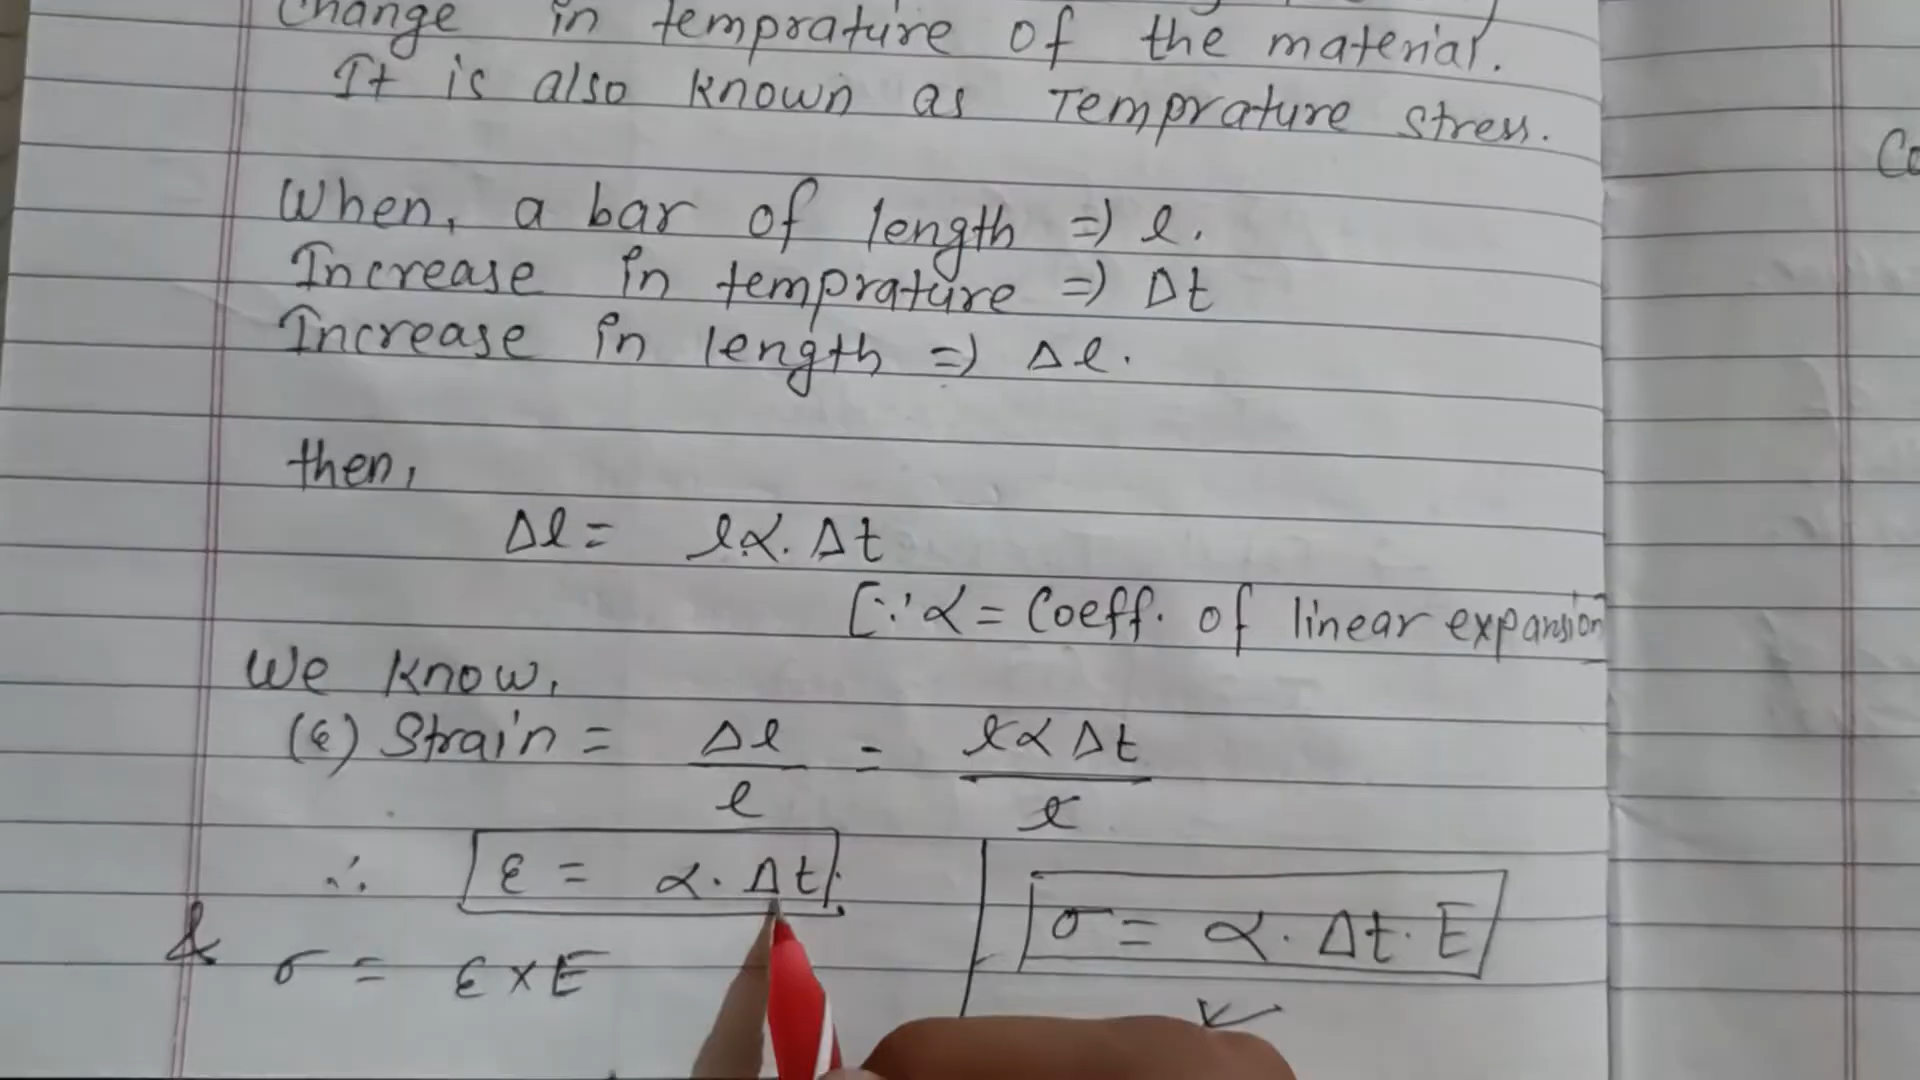 Change in temprature of the material.
It is also known as Temprature stress.
When, a bar of length => l.
Increase in temprature => Δt
Increase in length => Δl.
then,
Δl = lα. Δt
[∵ α = Coeff. of linear expansion]
We know,
(ε) Strain = Δl / l = lαΔt / l
∴ ε = α. Δt.
& σ = ε x E
σ = α. Δt. E
Co